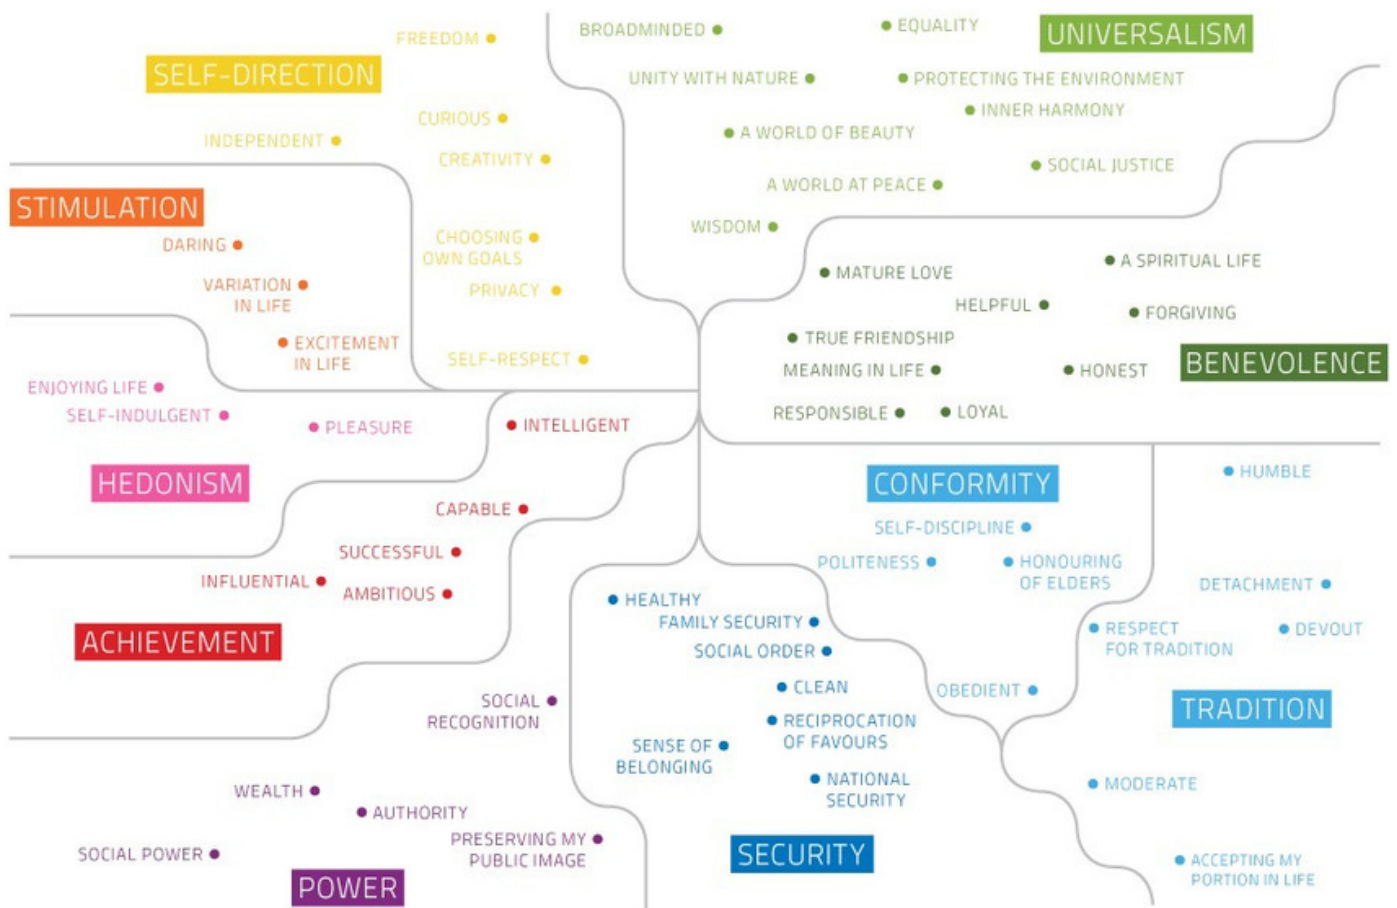 SELF-DIRECTION
FREEDOM
CURIOUS
INDEPENDENT
CREATIVITY
CHOOSING
OWN GOALS
PRIVACY
SELF-RESPECT
UNIVERSALISM
BROADMINDED
EQUALITY
UNITY WITH NATURE
PROTECTING THE ENVIRONMENT
INNER HARMONY
A WORLD OF BEAUTY
SOCIAL JUSTICE
A WORLD AT PEACE
WISDOM
STIMULATION
DARING
VARIATION
IN LIFE
EXCITEMENT
IN LIFE
BENEVOLENCE
MATURE LOVE
A SPIRITUAL LIFE
HELPFUL
FORGIVING
TRUE FRIENDSHIP
MEANING IN LIFE
HONEST
RESPONSIBLE
LOYAL
ENJOYING LIFE
SELF-INDULGENT
PLEASURE
HEDONISM
INTELLIGENT
CAPABLE
SUCCESSFUL
INFLUENTIAL
AMBITIOUS
ACHIEVEMENT
CONFORMITY
SELF-DISCIPLINE
POLITENESS
HONOURING
OF ELDERS
OBEDIENT
HUMBLE
DETACHMENT
RESPECT
FOR TRADITION
DEVOUT
TRADITION
MODERATE
ACCEPTING MY
PORTION IN LIFE
HEALTHY
FAMILY SECURITY
SOCIAL ORDER
CLEAN
RECIPROCATION
OF FAVOURS
SENSE OF
BELONGING
NATIONAL
SECURITY
SECURITY
SOCIAL
RECOGNITION
WEALTH
AUTHORITY
PRESERVING MY
PUBLIC IMAGE
SOCIAL POWER
POWER